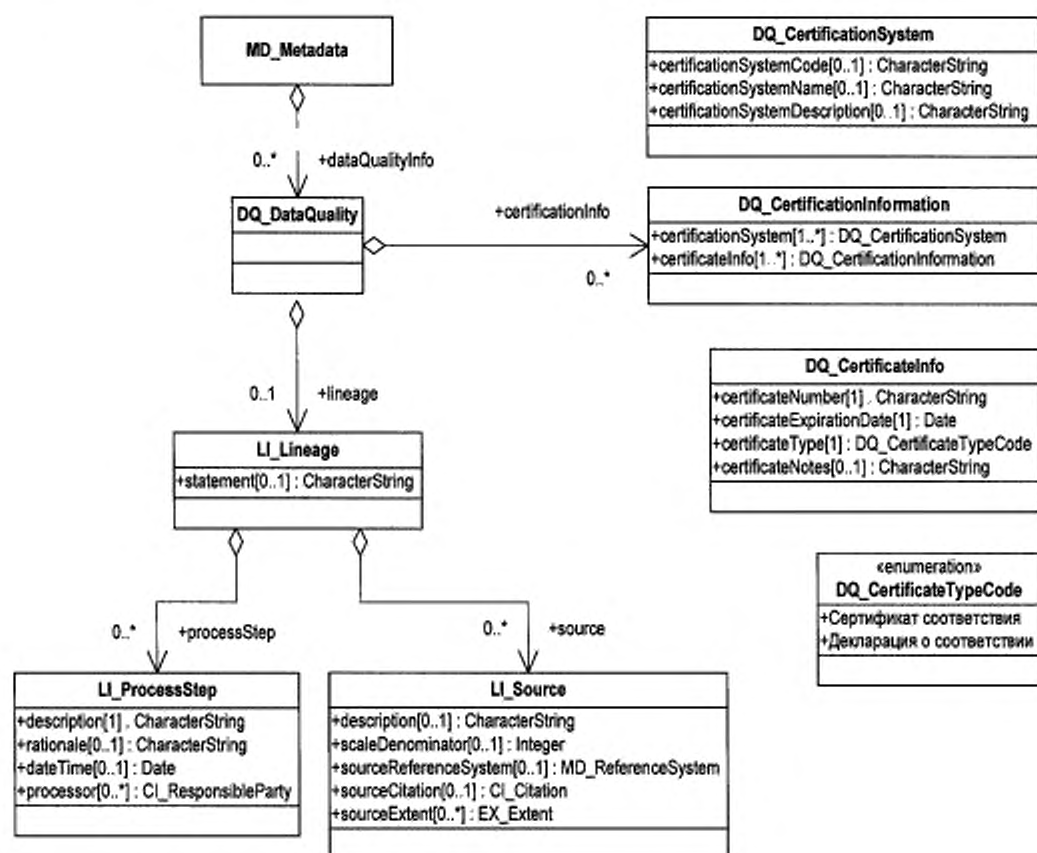 MD_Metadata
0..*
+dataQualityInfo
DQ_DataQuality
+certificationInfo
0..*
DQ_CertificationSystem
+certificationSystemCode[0..1] : CharacterString
+certificationSystemName[0..1] : CharacterString
+certificationSystemDescription[0..1] : CharacterString
DQ_CertificationInformation
+certificationSystem[1..*] : DQ_CertificationSystem
+certificateInfo[1..*] : DQ_CertificationInformation
0..1
+lineage
LI_Lineage
+statement[0..1] : CharacterString
DQ_CertificateInfo
+certificateNumber[1] . CharacterString
+certificateExpirationDate[1] : Date
+certificateType[1] : DQ_CertificateTypeCode
+certificateNotes[0..1] : CharacterString
«enumeration»
DQ_CertificateTypeCode
+Сертификат соответствия
+Декларация о соответствии
0..*
+processStep
0..*
+source
LI_ProcessStep
+description[1] . CharacterString
+rationale[0..1] : CharacterString
+dateTime[0..1] : Date
+processor[0..*] : CI_ResponsibleParty
LI_Source
+description[0..1] : CharacterString
+scaleDenominator[0..1] : Integer
+sourceReferenceSystem[0..1] : MD_ReferenceSystem
+sourceCitation[0..1] : CI_Citation
+sourceExtent[0..*] : EX_Extent